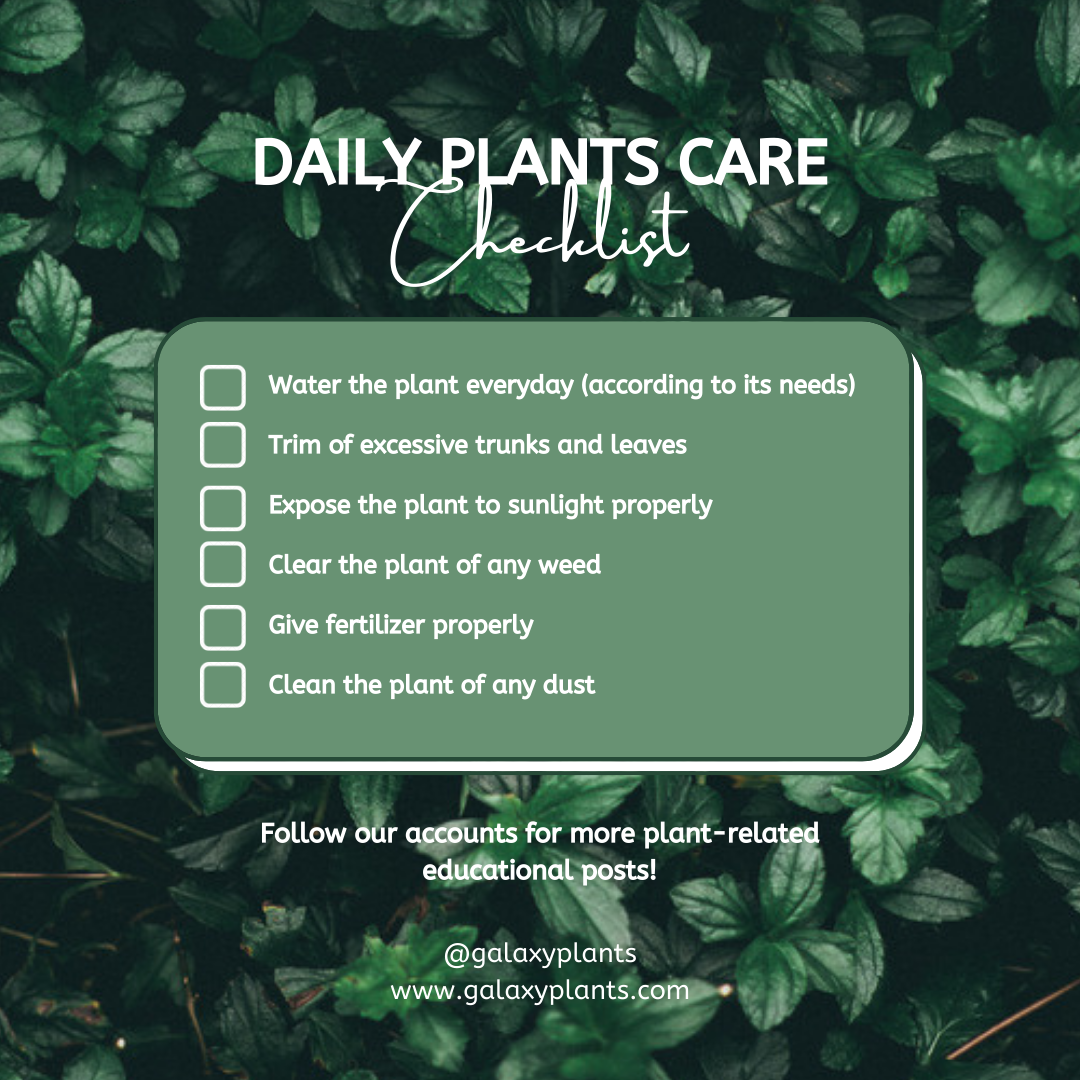 DAILY PLANTS CARE
Checklist
Water the plant everyday (according to its needs)
Trim of excessive trunks and leaves
Expose the plant to sunlight properly
Clear the plant of any weed
Give fertilizer properly
Clean the plant of any dust
Follow our accounts for more plant-related
educational posts!
@galaxyplants
www.galaxyplants.com